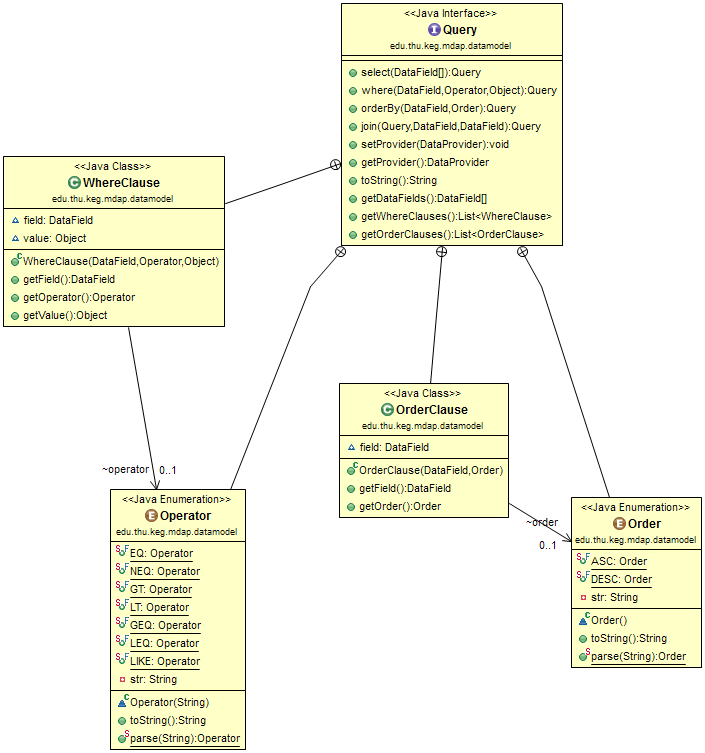 <<Java Interface>>
Query
edu.thu.keg.mdap.datamodel
select(DataField[]):Query
where(DataField,Operator,Object):Query
orderBy(DataField,Order):Query
join(Query,DataField,DataField):Query
setProvider(DataProvider):void
getProvider():DataProvider
toString():String
getDataFields():DataField[]
getWhereClauses():List<WhereClause>
getOrderClauses():List<OrderClause>
<<Java Class>>
WhereClause
edu.thu.keg.mdap.datamodel
field: DataField
value: Object
WhereClause(DataField,Operator,Object)
getField():DataField
getOperator():Operator
getValue():Object
<<Java Class>>
OrderClause
edu.thu.keg.mdap.datamodel
field: DataField
OrderClause(DataField,Order)
getField():DataField
getOrder():Order
~operator 0..1
~order
0..1
<<Java Enumeration>>
Operator
edu.thu.keg.mdap.datamodel
EQ: Operator
NEQ: Operator
GT: Operator
LT: Operator
GEQ: Operator
LEQ: Operator
LIKE: Operator
str: String
Operator(String)
toString():String
parse(String):Operator
<<Java Enumeration>>
Order
edu.thu.keg.mdap.datamodel
ASC: Order
DESC: Order
str: String
Order()
toString():String
parse(String):Order